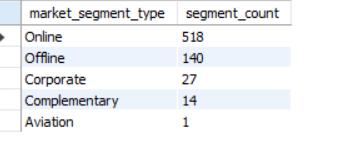 market_segment_type segment_count
Online 518
Offline 140
Corporate 27
Complementary 14
Aviation 1